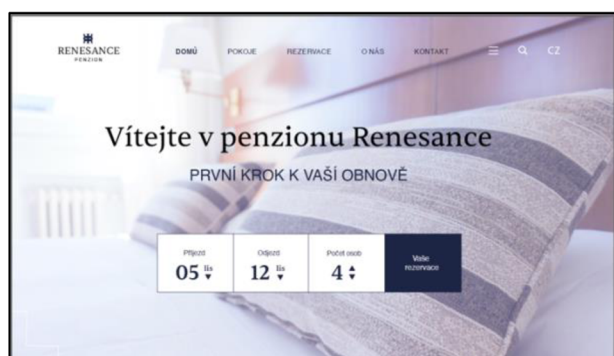 RENESANCE
PENZION
DOMŮ POKOJE REZERVACE O NÁS KONTAKT CZ
Vítejte v penzionu Renesance
PRVNÍ KROK K VAŠÍ OBNOVĚ
Příjezd Odjezd Počet osob
05 lis 12 lis 4
Vaše
rezervace